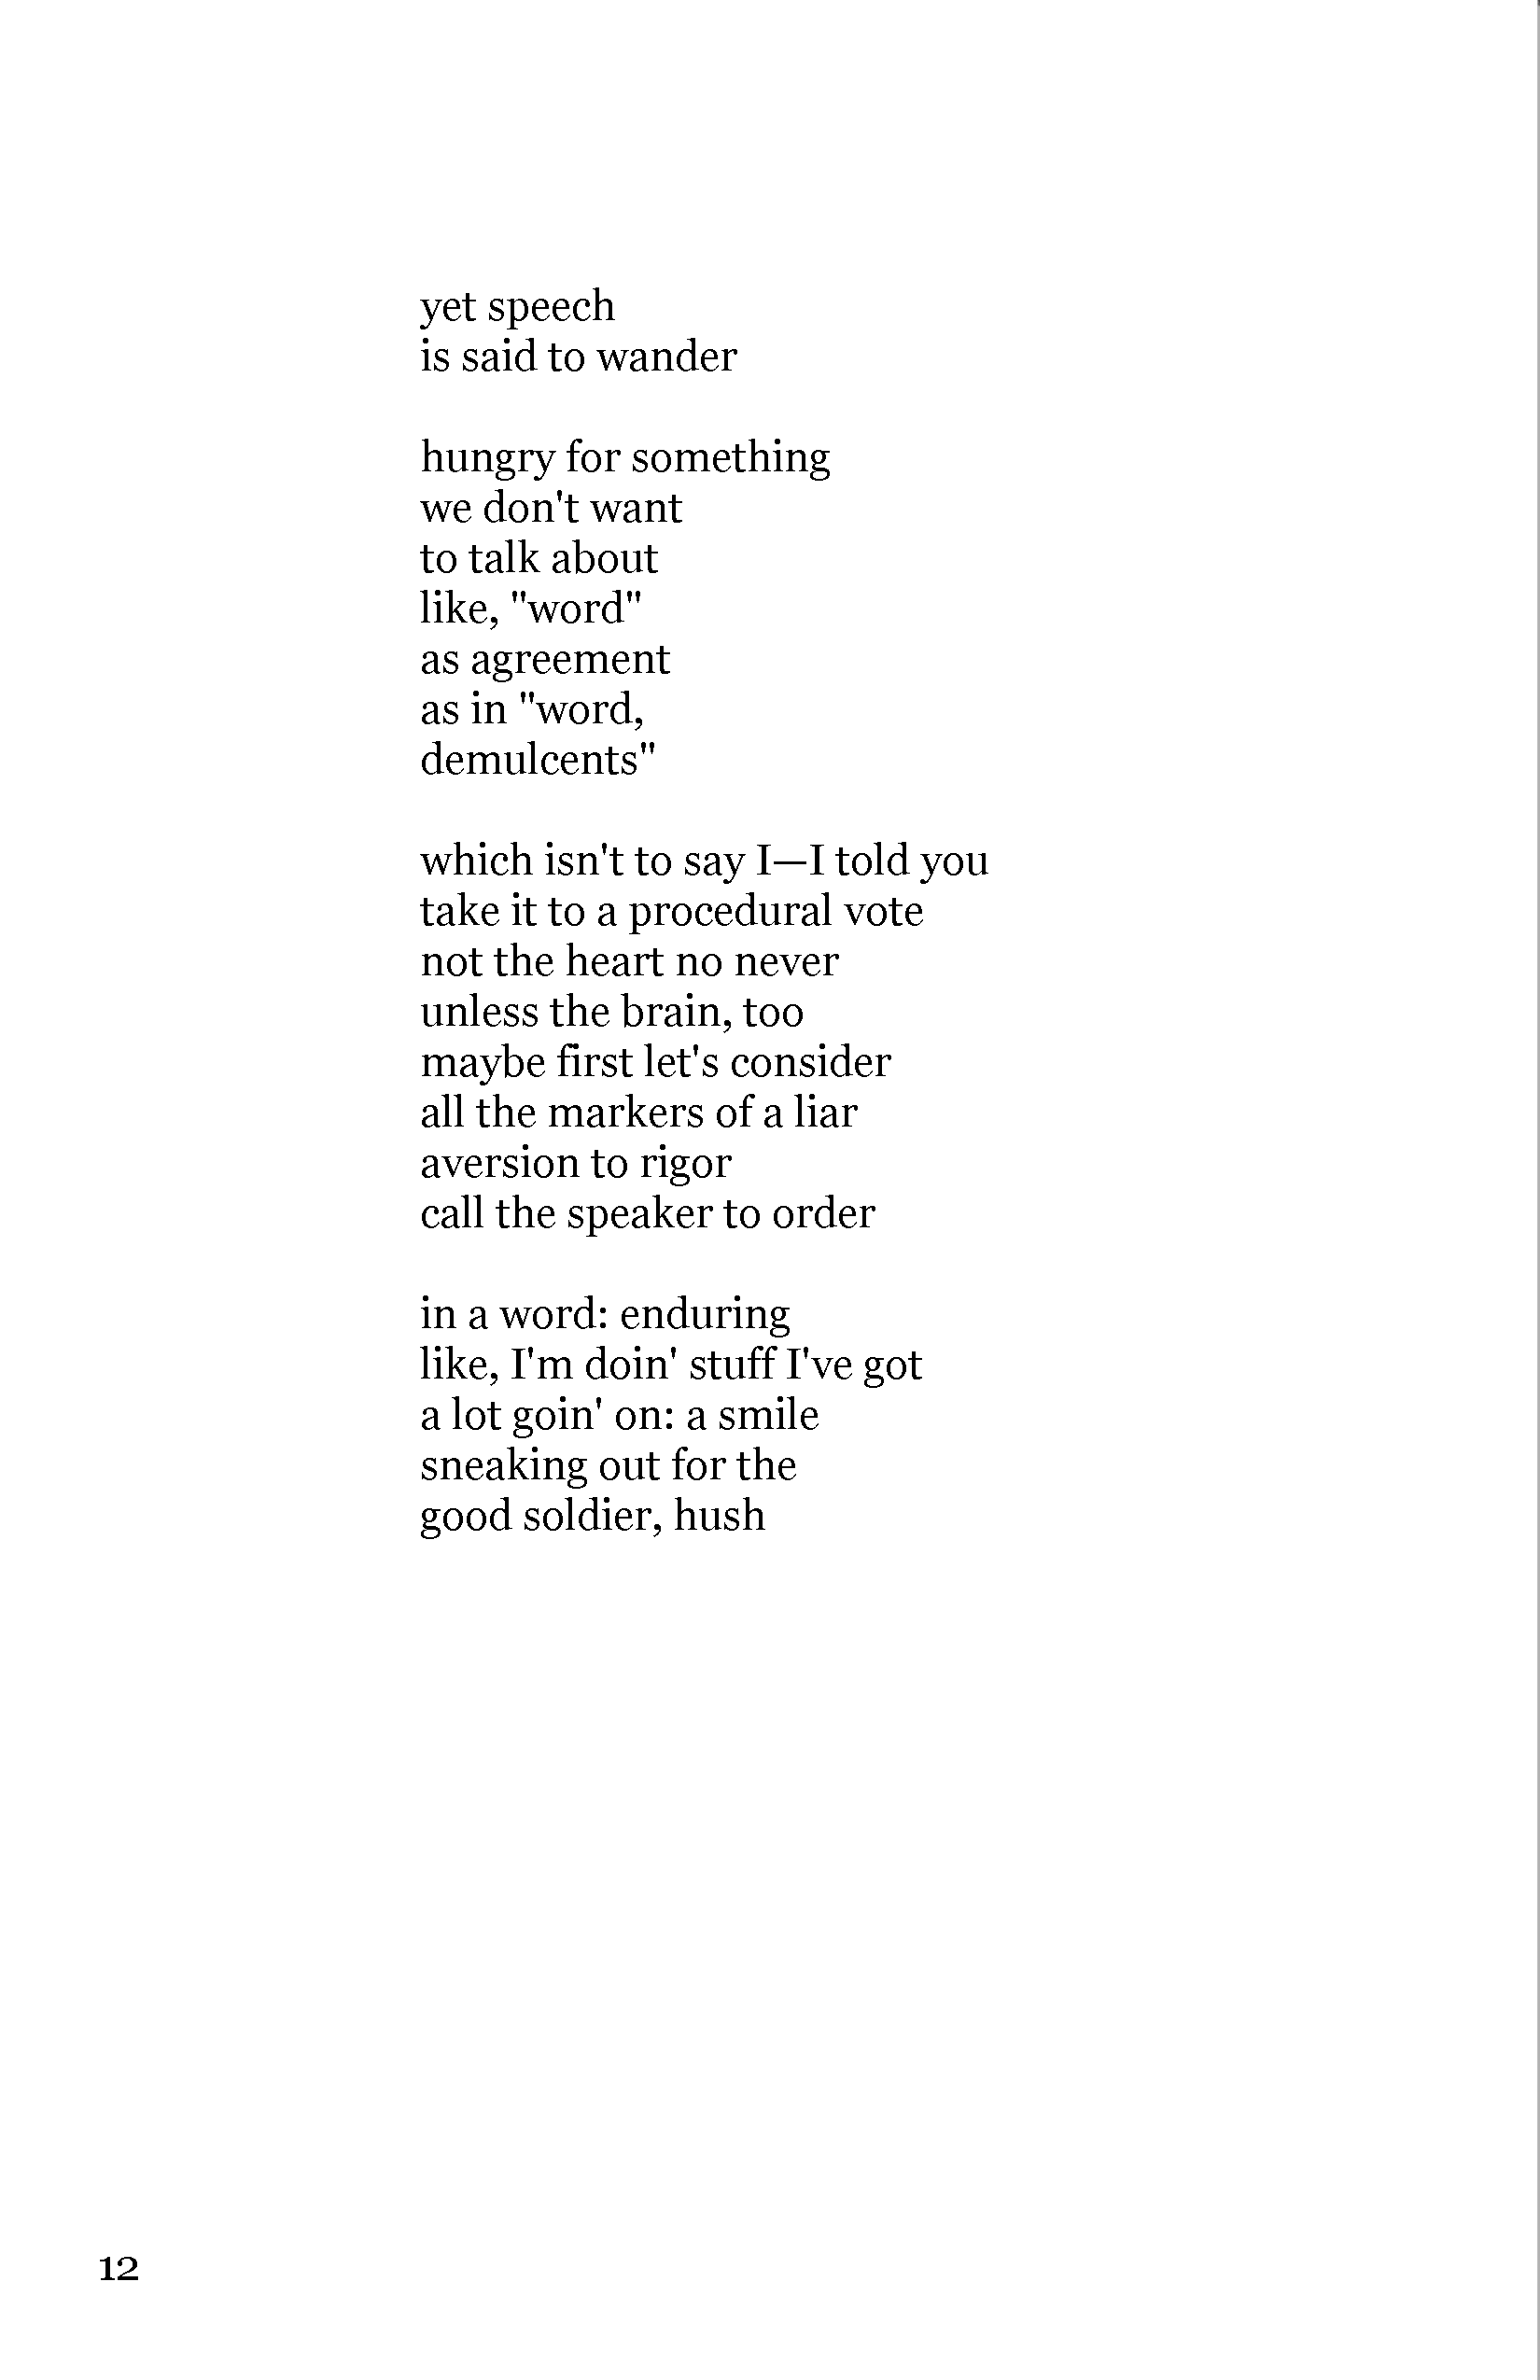 yet speech
is said to wander
hungry for something
we don't want
to talk about
like, "word"
as agreement
as in "word,
demulcents"
which isn't to say I—I told you
take it to a procedural vote
not the heart no never
unless the brain, too
maybe first let's consider
all the markers of a liar
aversion to rigor
call the speaker to order
in a word: enduring
like, I'm doin' stuff I've got
a lot goin' on: a smile
sneaking out for the
good soldier, hush
12